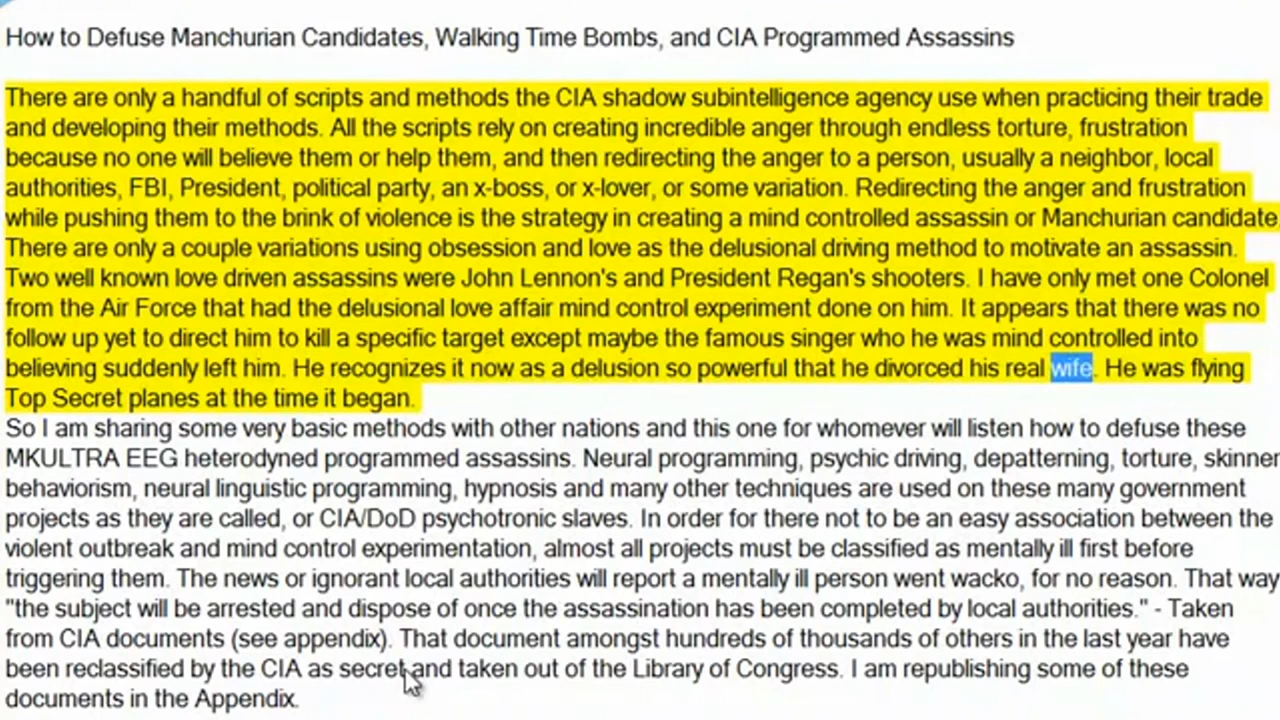 How to Defuse Manchurian Candidates, Walking Time Bombs, and CIA Programmed Assassins
There are only a handful of scripts and methods the CIA shadow subintelligence agency use when practicing their trade
and developing their methods. All the scripts rely on creating incredible anger through endless torture, frustration
because no one will believe them or help them, and then redirecting the anger to a person, usually a neighbor, local
authorities, FBI, President, political party, an x-boss, or x-lover, or some variation. Redirecting the anger and frustration
while pushing them to the brink of violence is the strategy in creating a mind controlled assassin or Manchurian candidate.
There are only a couple variations using obsession and love as the delusional driving method to motivate an assassin.
Two well known love driven assassins were John Lennon's and President Regan's shooters. I have only met one Colonel
from the Air Force that had the delusional love affair mind control experiment done on him. It appears that there was no
follow up yet to direct him to kill a specific target except maybe the famous singer who he was mind controlled into
believing suddenly left him. He recognizes it now as a delusion so powerful that he divorced his real wife. He was flying
Top Secret planes at the time it began.
So I am sharing some very basic methods with other nations and this one for whomever will listen how to defuse these
MKULTRA EEG heterodyned programmed assassins. Neural programming, psychic driving, depatterning, torture, skinner
behaviorism, neural linguistic programming, hypnosis and many other techniques are used on these many government
projects as they are called, or CIA/DoD psychotronic slaves. In order for there not to be an easy association between the
violent outbreak and mind control experimentation, almost all projects must be classified as mentally ill first before
triggering them. The news or ignorant local authorities will report a mentally ill person went wacko, for no reason. That way
"the subject will be arrested and dispose of once the assassination has been completed by local authorities." - Taken
from CIA documents (see appendix). That document amongst hundreds of thousands of others in the last year have
been reclassified by the CIA as secret and taken out of the Library of Congress. I am republishing some of these
documents in the Appendix.